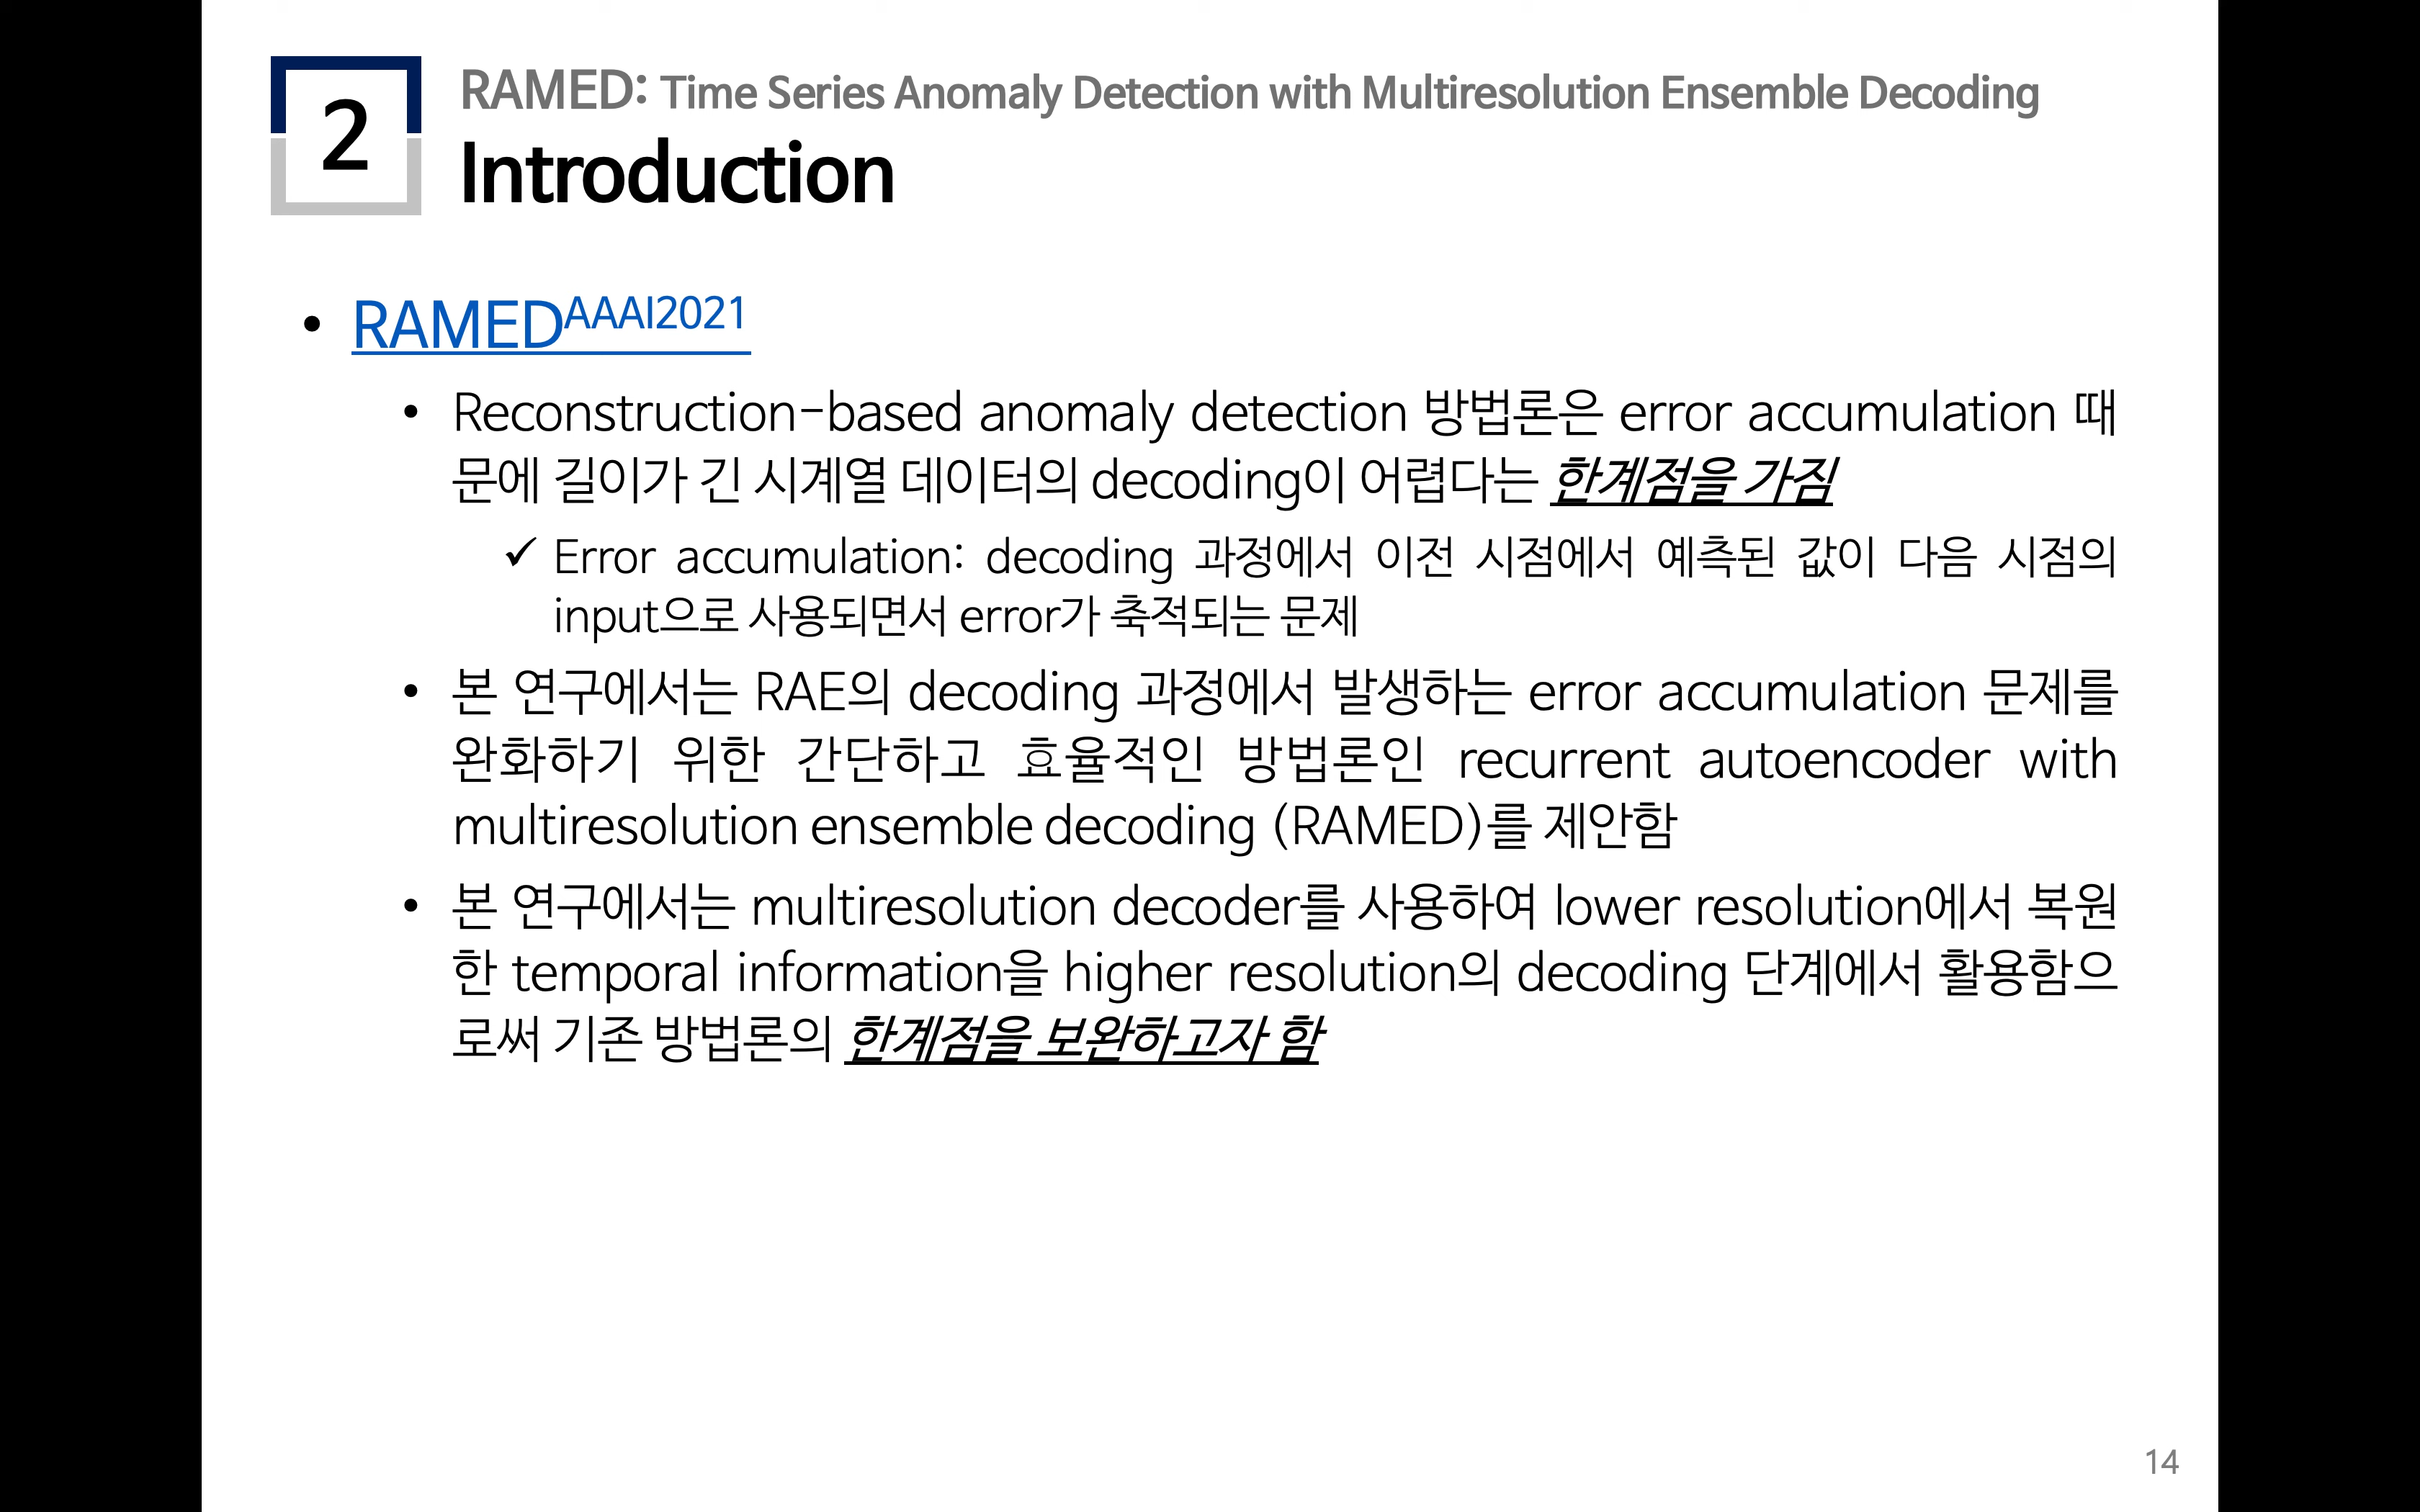 2
RAMED: Time Series Anomaly Detection with Multiresolution Ensemble Decoding
Introduction
• RAMEDAAAI2021
• Reconstruction-based anomaly detection 방법론은 error accumulation 때
문에 길이가 긴 시계열 데이터의 decoding이 어렵다는 한계점을 가짐
✓ Error accumulation: decoding 과정에서 이전 시점에서 예측된 값이 다음 시점의
input으로 사용되면서 error가 축적되는 문제
• 본 연구에서는 RAE의 decoding 과정에서 발생하는 error accumulation 문제를
완화하기 위한 간단하고 효율적인 방법론인 recurrent autoencoder with
multiresolution ensemble decoding (RAMED)를 제안함
• 본 연구에서는 multiresolution decoder를 사용하여 lower resolution에서 복원
한 temporal information을 higher resolution의 decoding 단계에서 활용함으
로써 기존 방법론의 한계점을 보완하고자 함
14